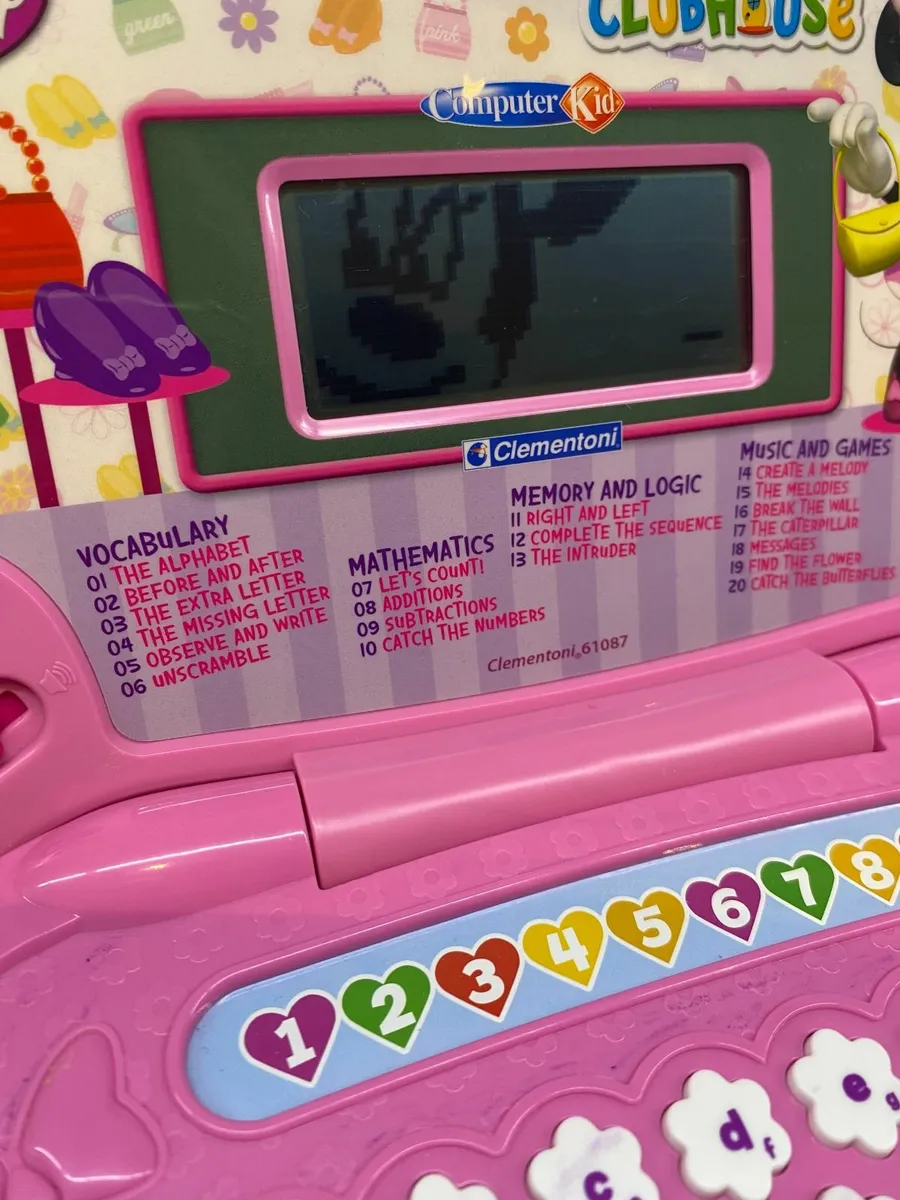 green
pink
CLUBHOUSE
Computer Kid
Clementoni
VOCABULARY
01 THE ALPHABET
02 BEFORE AND AFTER
03 THE EXTRA LETTER
04 THE MISSING LETTER
05 OBSERVE AND WRITE
06 UNSCRAMBLE
MATHEMATICS
07 LET'S COUNT!
08 ADDITIONS
09 SUBTRACTIONS
10 CATCH THE NUMBERS
MEMORY AND LOGIC
11 RIGHT AND LEFT
12 COMPLETE THE SEQUENCE
13 THE INTRUDER
MUSIC AND GAMES
14 CREATE A MELODY
15 THE MELODIES
16 BREAK THE WALL
17 THE CATERPILLAR
18 MESSAGES
19 FIND THE FLOWER
20 CATCH THE BUTTERFLIES
Clementoni® 61087
1 2 3 4 5 6 7 8
c d f e g